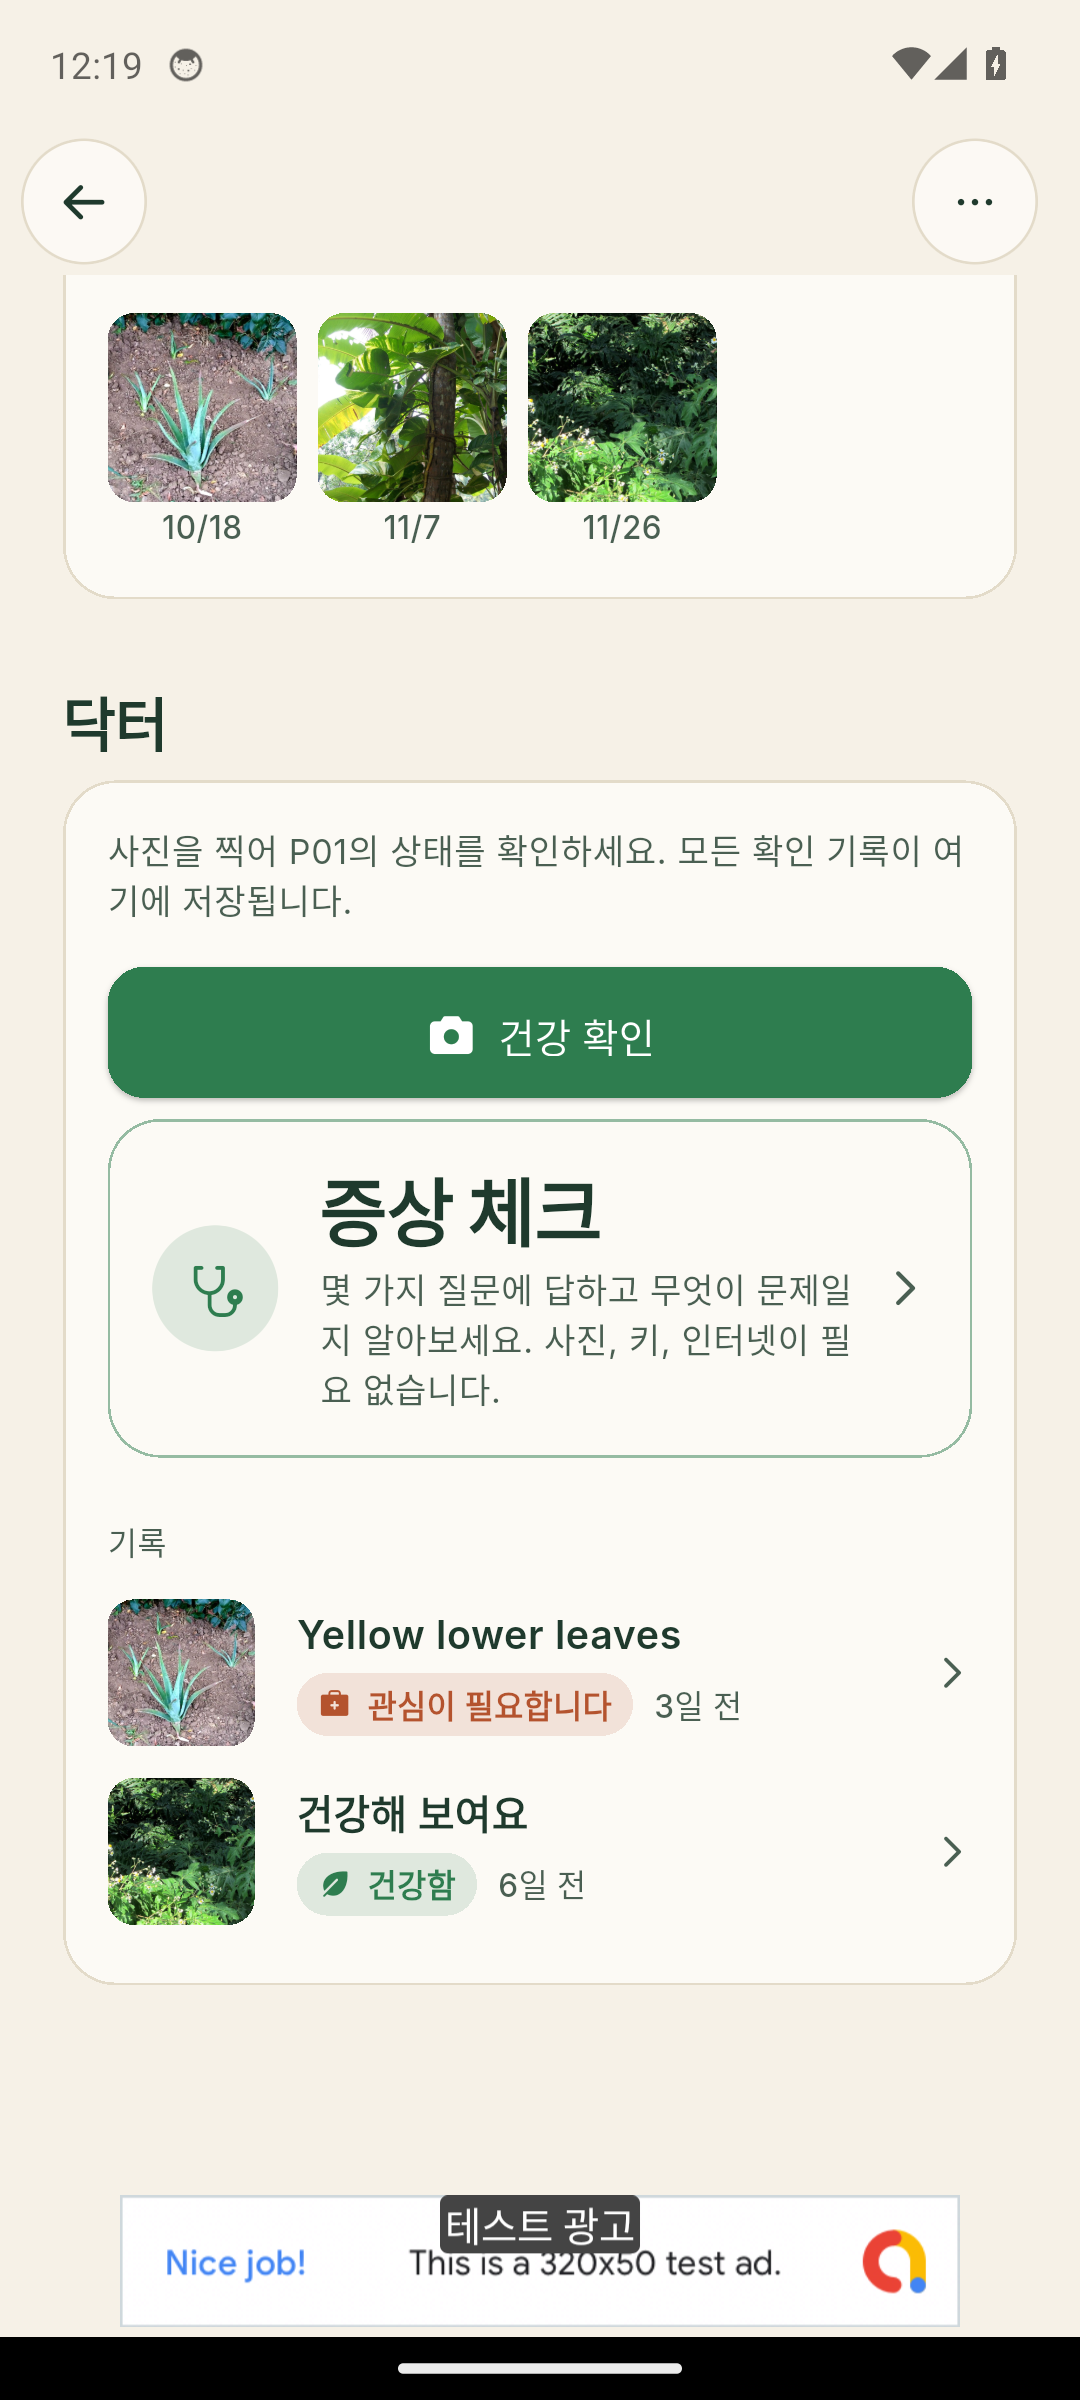 12:19
10/18
11/7
11/26
닥터
사진을 찍어 P01의 상태를 확인하세요. 모든 확인 기록이 여
기에 저장됩니다.
건강 확인
증상 체크
몇 가지 질문에 답하고 무엇이 문제일
지 알아보세요. 사진, 키, 인터넷이 필
요 없습니다.
기록
Yellow lower leaves
관심이 필요합니다 3일 전
건강해 보여요
건강함 6일 전
테스트 광고
Nice job! This is a 320x50 test ad.